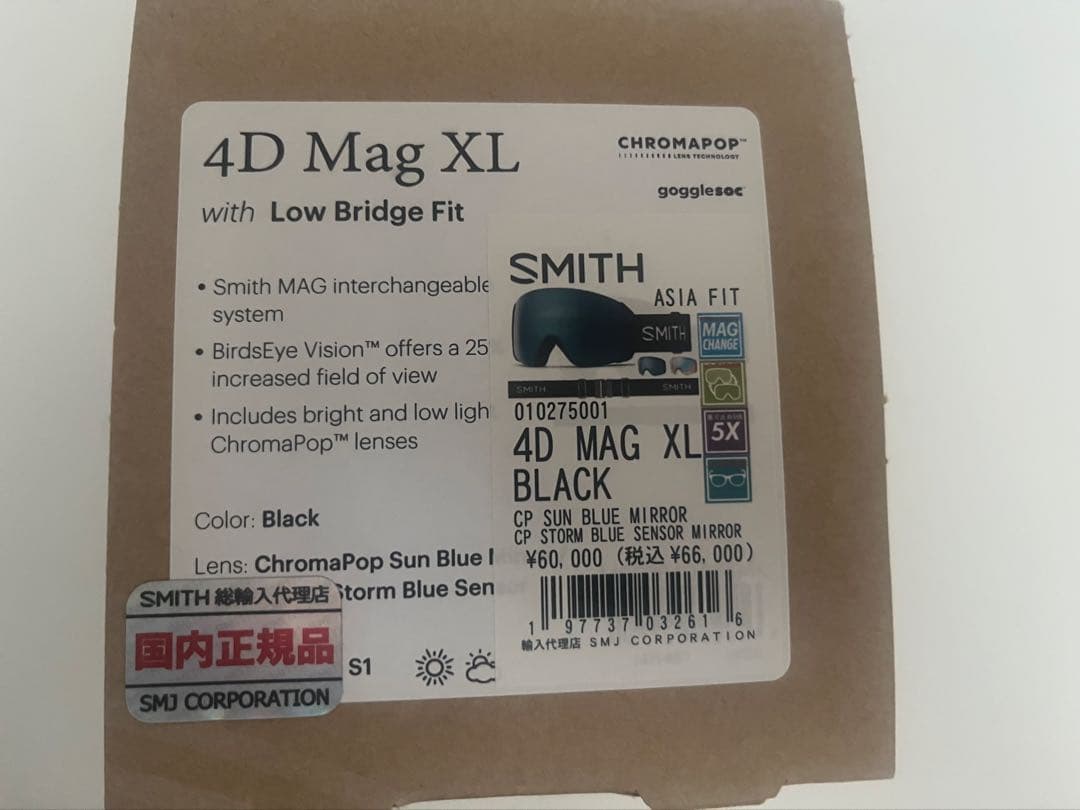 4D Mag XL
with Low Bridge Fit
CHROMAPOP™
LENS TECHNOLOGY
gogglesoc
• Smith MAG interchangeable
system
• BirdsEye Vision™ offers a 25
increased field of view
• Includes bright and low ligh
ChromaPop™ lenses
Color: Black
Lens: ChromaPop Sun Blue
Storm Blue Sen
S1
SMITH
ASIA FIT
SMITH
MAG
CHANGE
SMITH
SMITH
5X
010275001
4D MAG XL
BLACK
CP SUN BLUE MIRROR
CP STORM BLUE SENSOR MIRROR
¥60,000 (税込¥66,000)
1 97737 03261 6
輸入代理店 SMJ CORPORATION
SMITH 総輸入代理店
国内正規品
SMJ CORPORATION